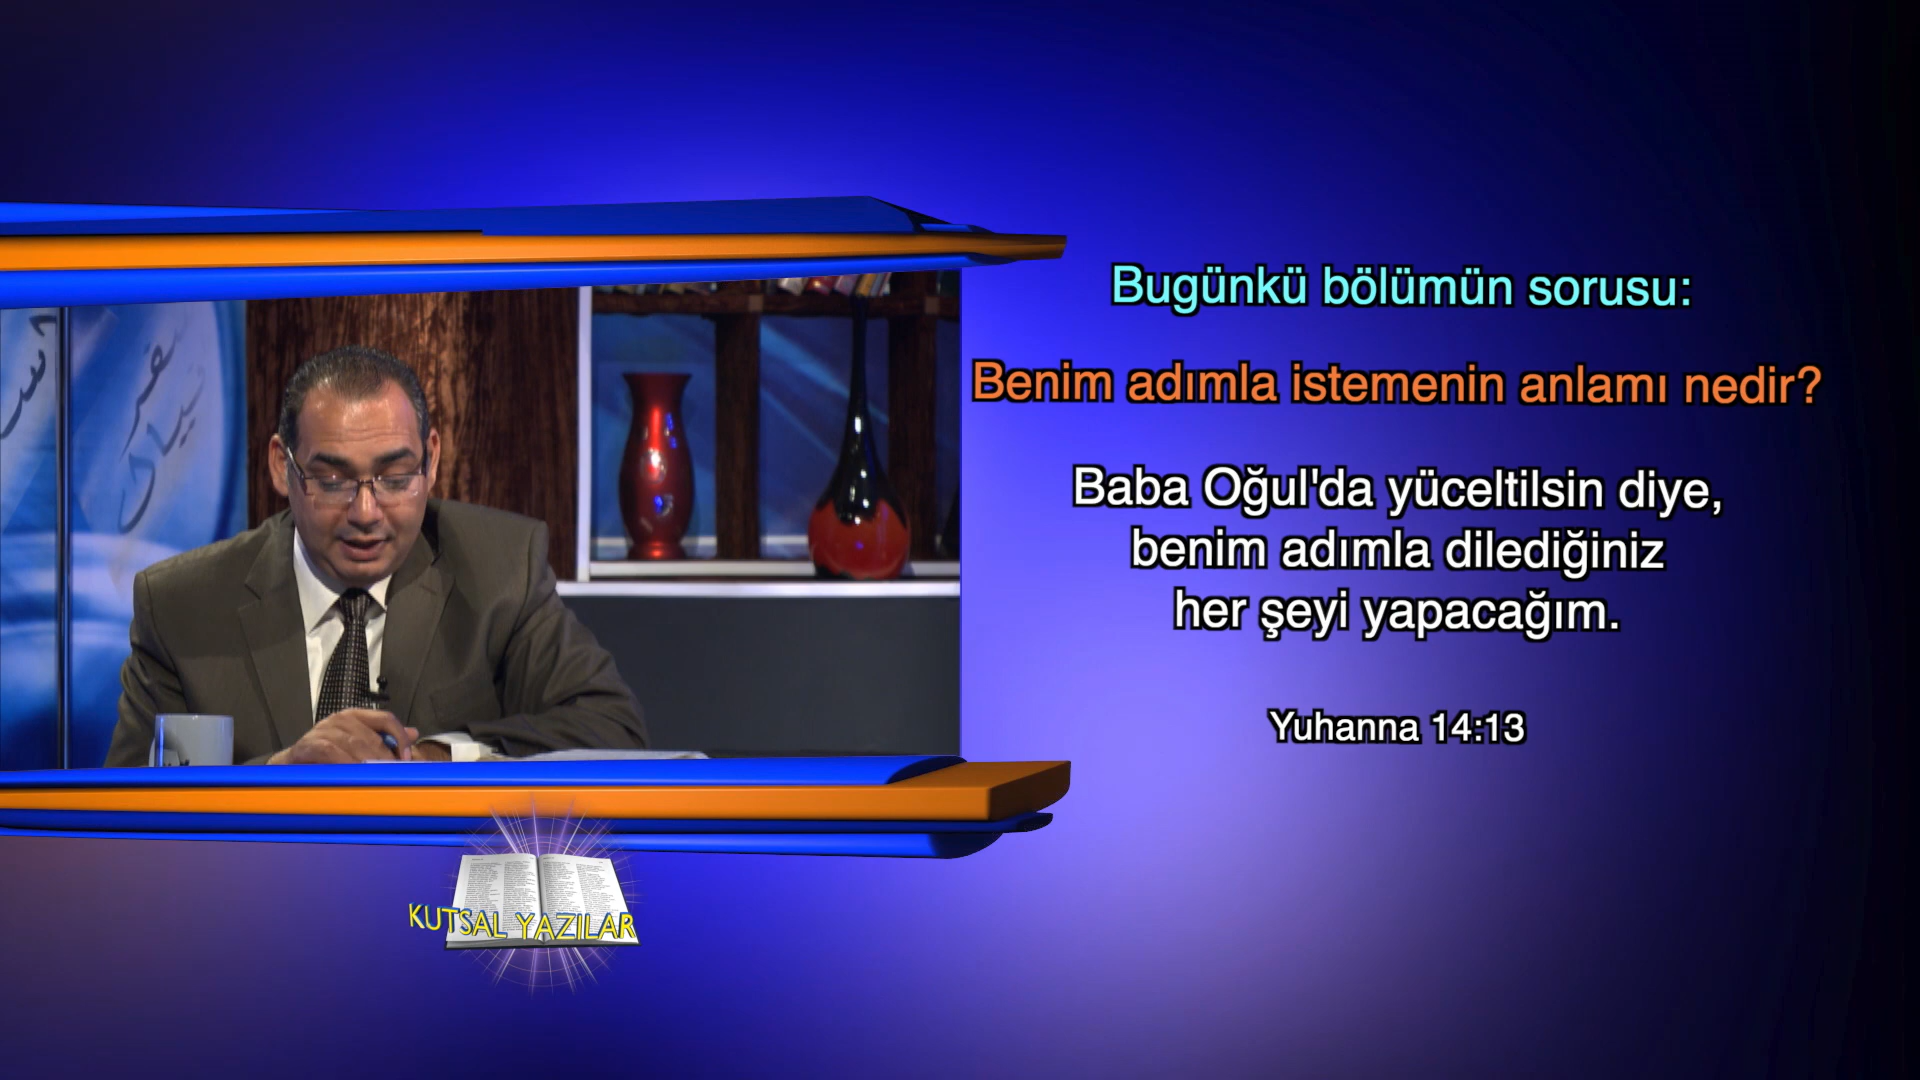 Bugünkü bölümün sorusu:
Benim adımla istemenin anlamı nedir?
Baba Oğul'da yüceltilsin diye,
benim adımla dilediğiniz
her şeyi yapacağım.
Yuhanna 14:13
KUTSAL YAZILAR